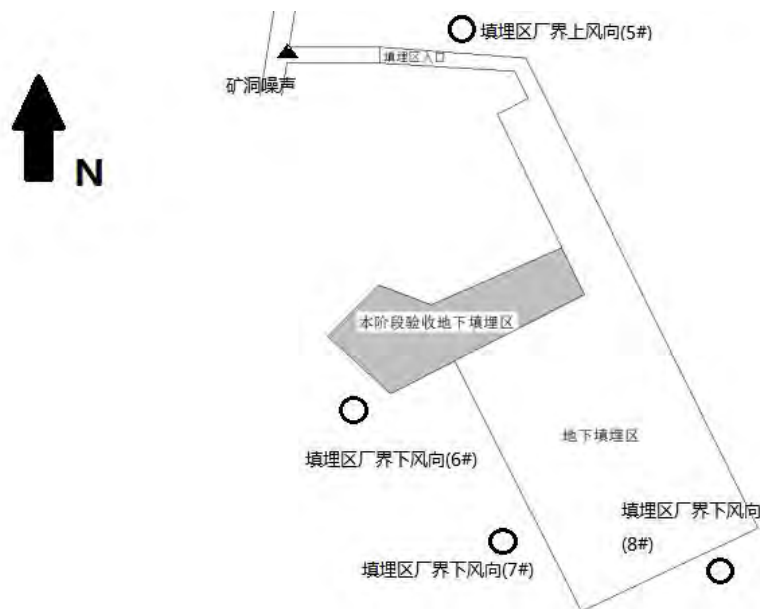 填埋区厂界上风向(5#)
填埋区入口
矿洞噪声
N
本阶段验收地下填埋区
地下填埋区
填埋区厂界下风向(6#)
填埋区厂界下风向
(8#)
填埋区厂界下风向(7#)